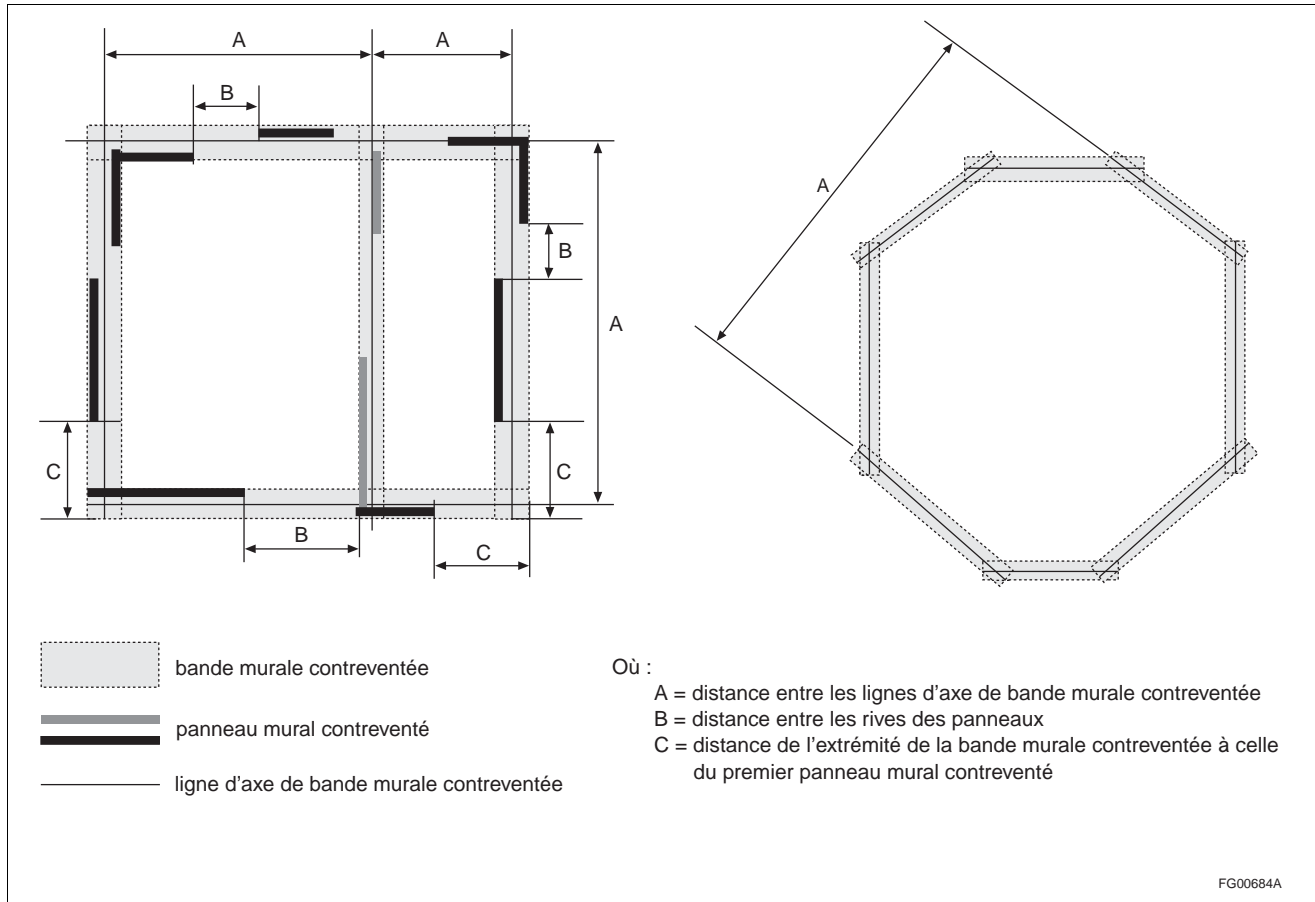 A
A
B
B
A
C
C
B
C
A
bande murale contreventée
panneau mural contreventé
ligne d'axe de bande murale contreventée
Où :
A = distance entre les lignes d'axe de bande murale contreventée
B = distance entre les rives des panneaux
C = distance de l'extrémité de la bande murale contreventée à celle
du premier panneau mural contreventé
FG00684A